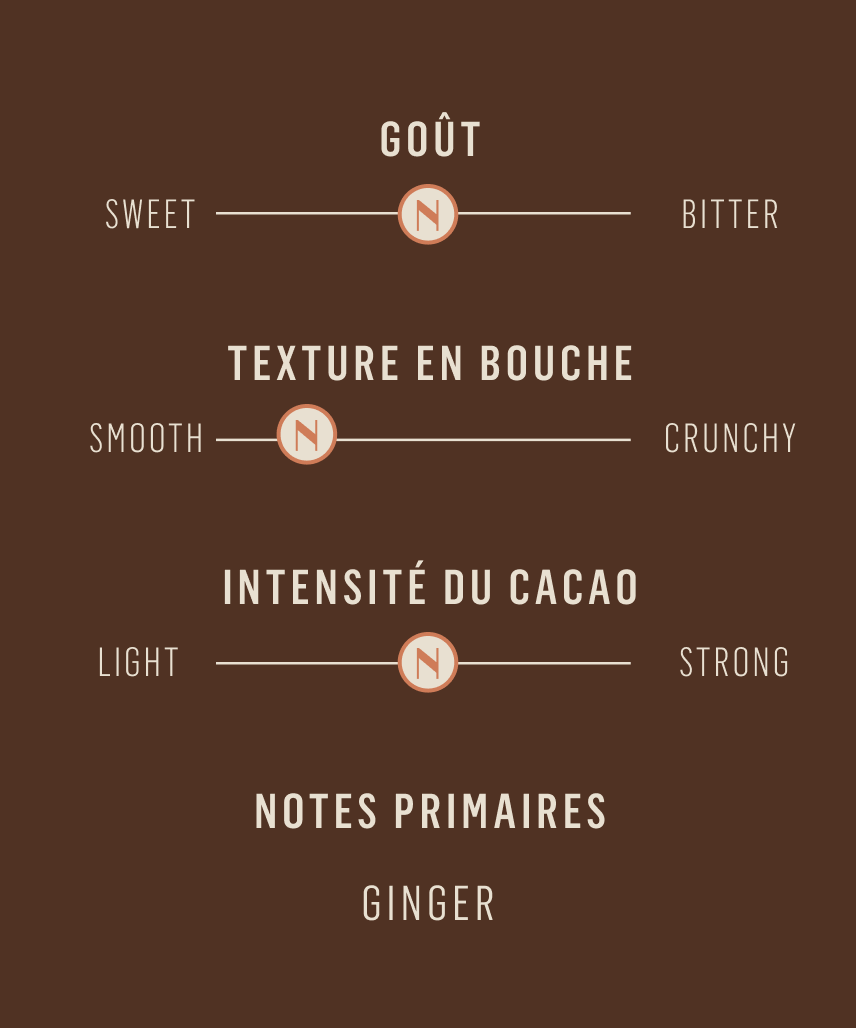 GOÛT
SWEET N BITTER
TEXTURE EN BOUCHE
SMOOTH N CRUNCHY
INTENSITÉ DU CACAO
LIGHT N STRONG
NOTES PRIMAIRES
GINGER